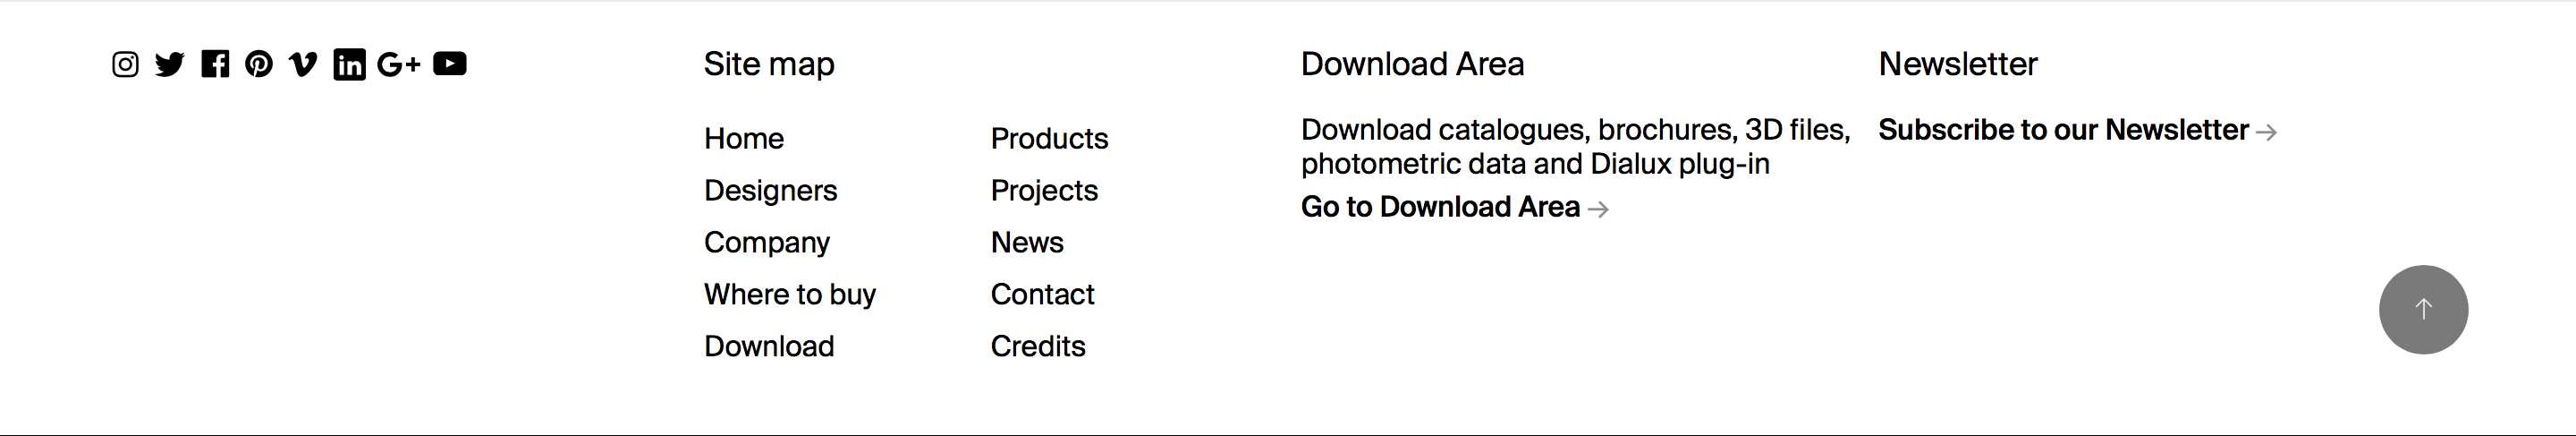 Site map
Home
Designers
Company
Where to buy
Download
Products
Projects
News
Contact
Credits
Download Area
Download catalogues, brochures, 3D files,
photometric data and Dialux plug-in
Go to Download Area →
Newsletter
Subscribe to our Newsletter →